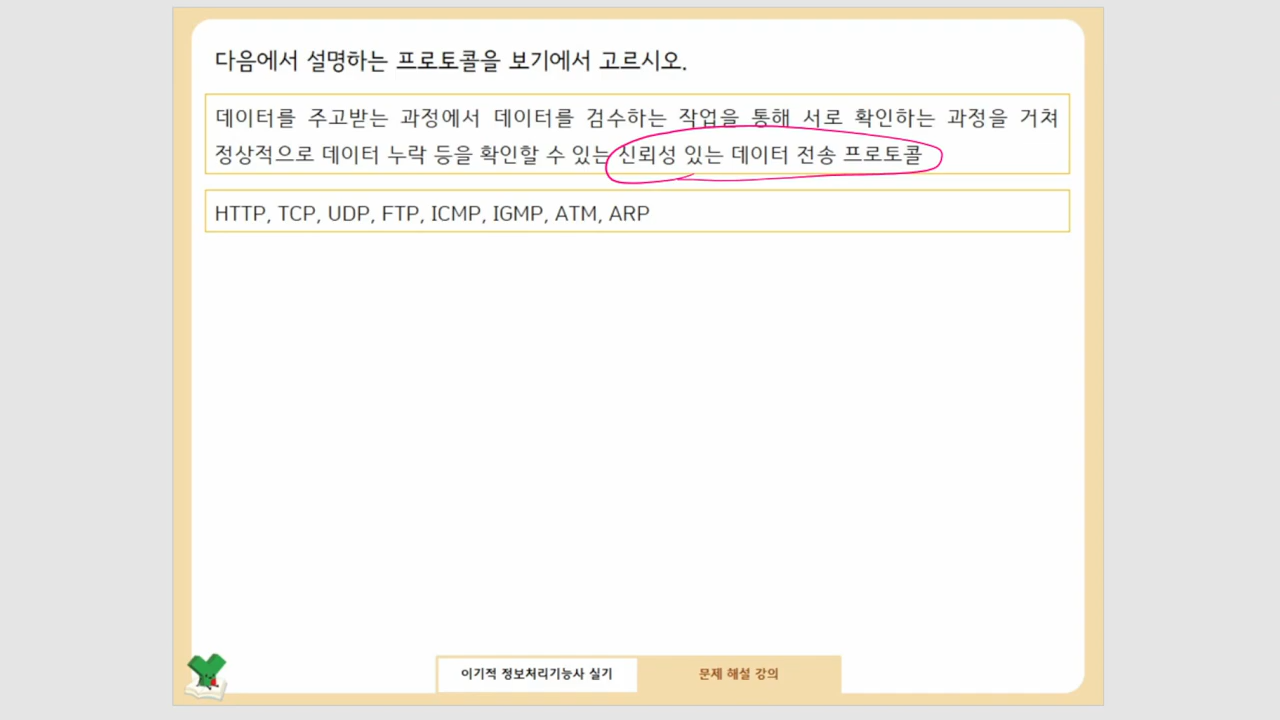 다음에서 설명하는 프로토콜을 보기에서 고르시오.
데이터를 주고받는 과정에서 데이터를 검수하는 작업을 통해 서로 확인하는 과정을 거쳐
정상적으로 데이터 누락 등을 확인할 수 있는 신뢰성 있는 데이터 전송 프로토콜
HTTP, TCP, UDP, FTP, ICMP, IGMP, ATM, ARP
이기적 정보처리기능사 실기
문제 해설 강의